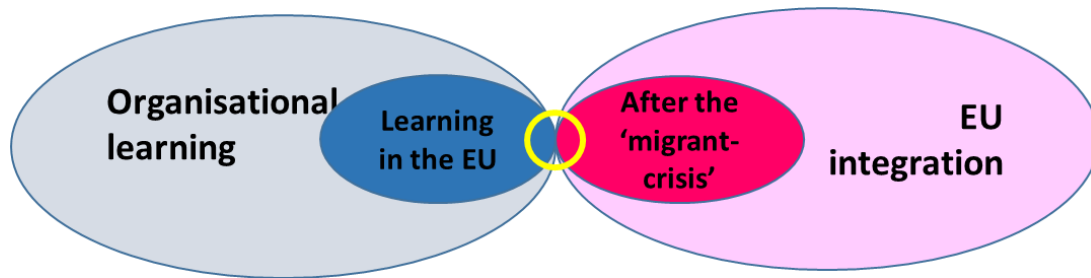 Organisational
learning
Learning
in the EU
After the
‘migrant-
crisis’
EU
integration